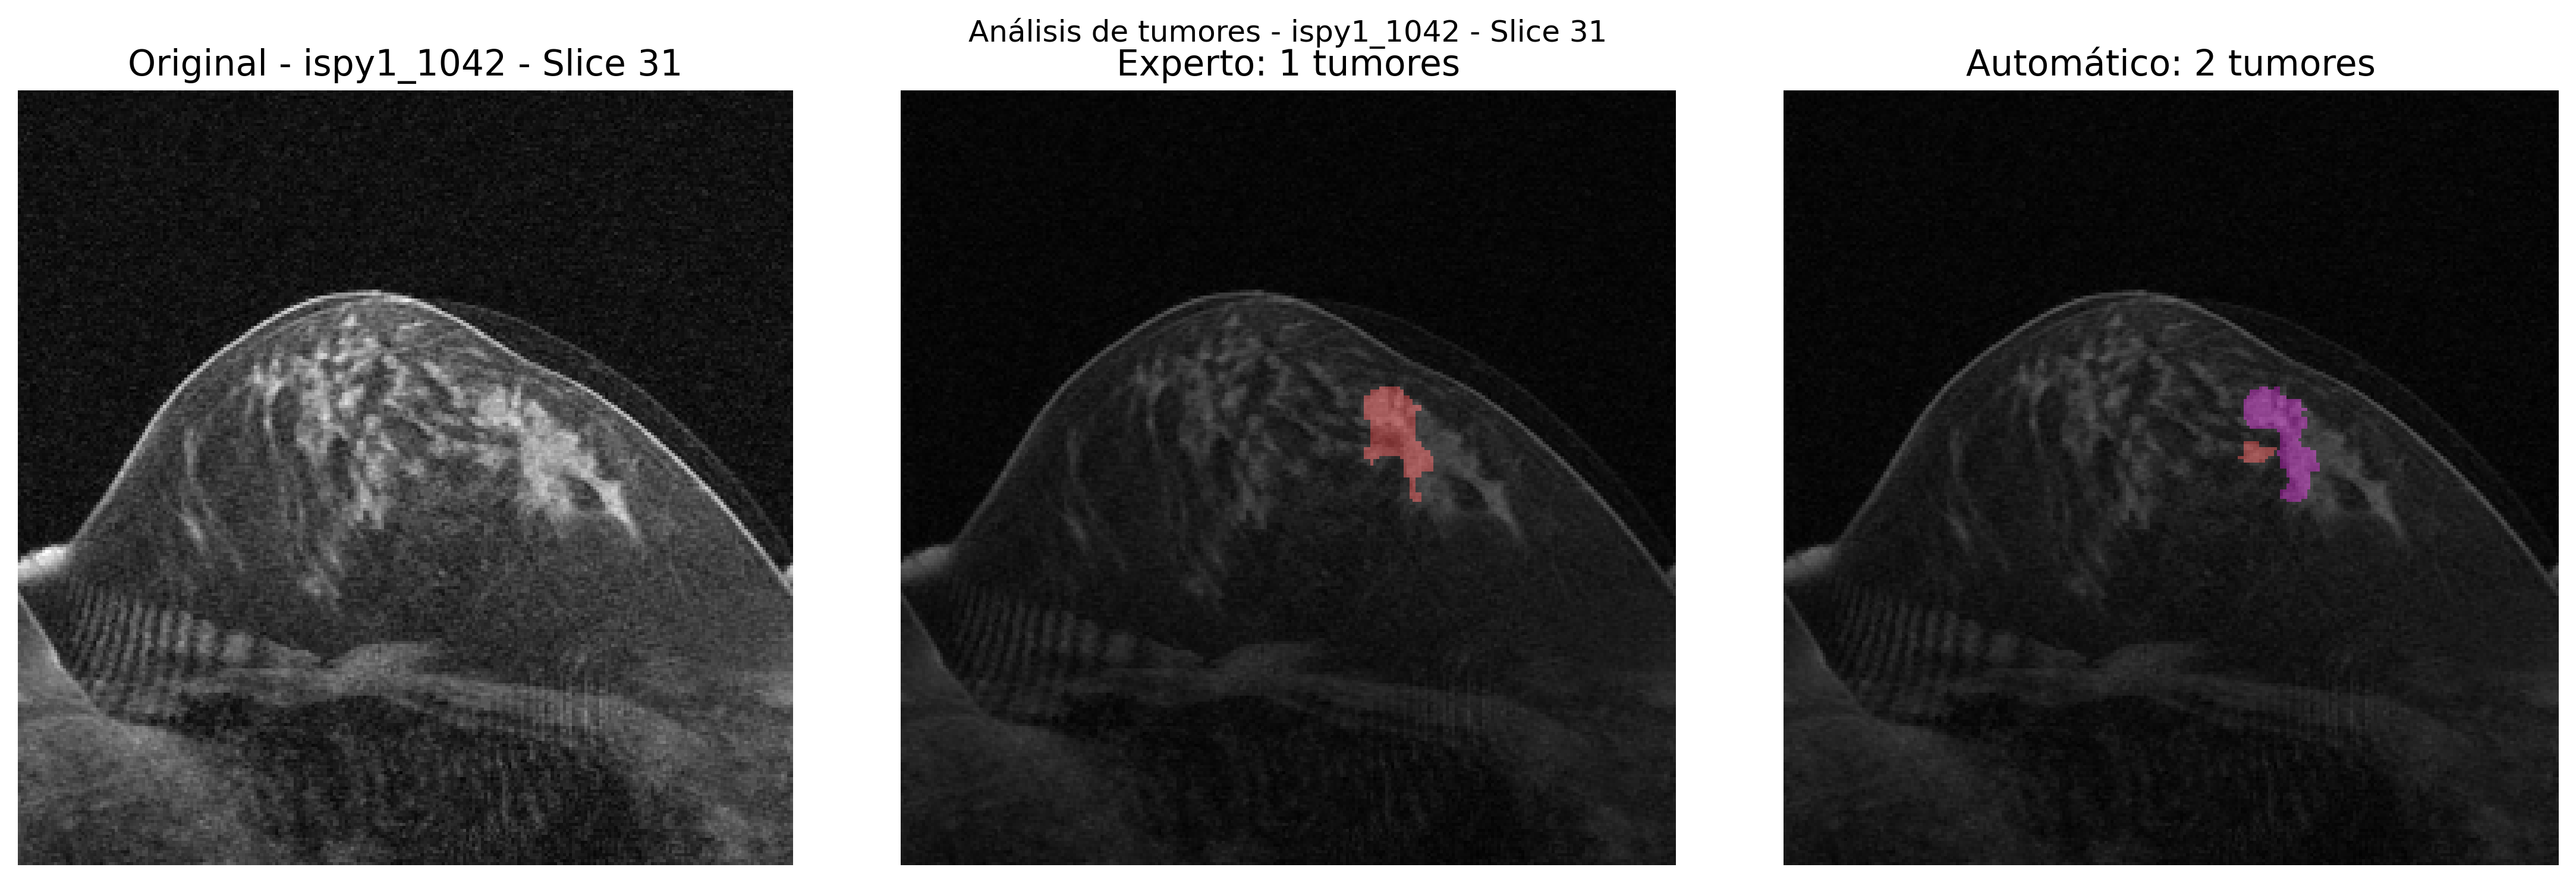 Análisis de tumores - ispy1_1042 - Slice 31
Original - ispy1_1042 - Slice 31
Experto: 1 tumores
Automático: 2 tumores